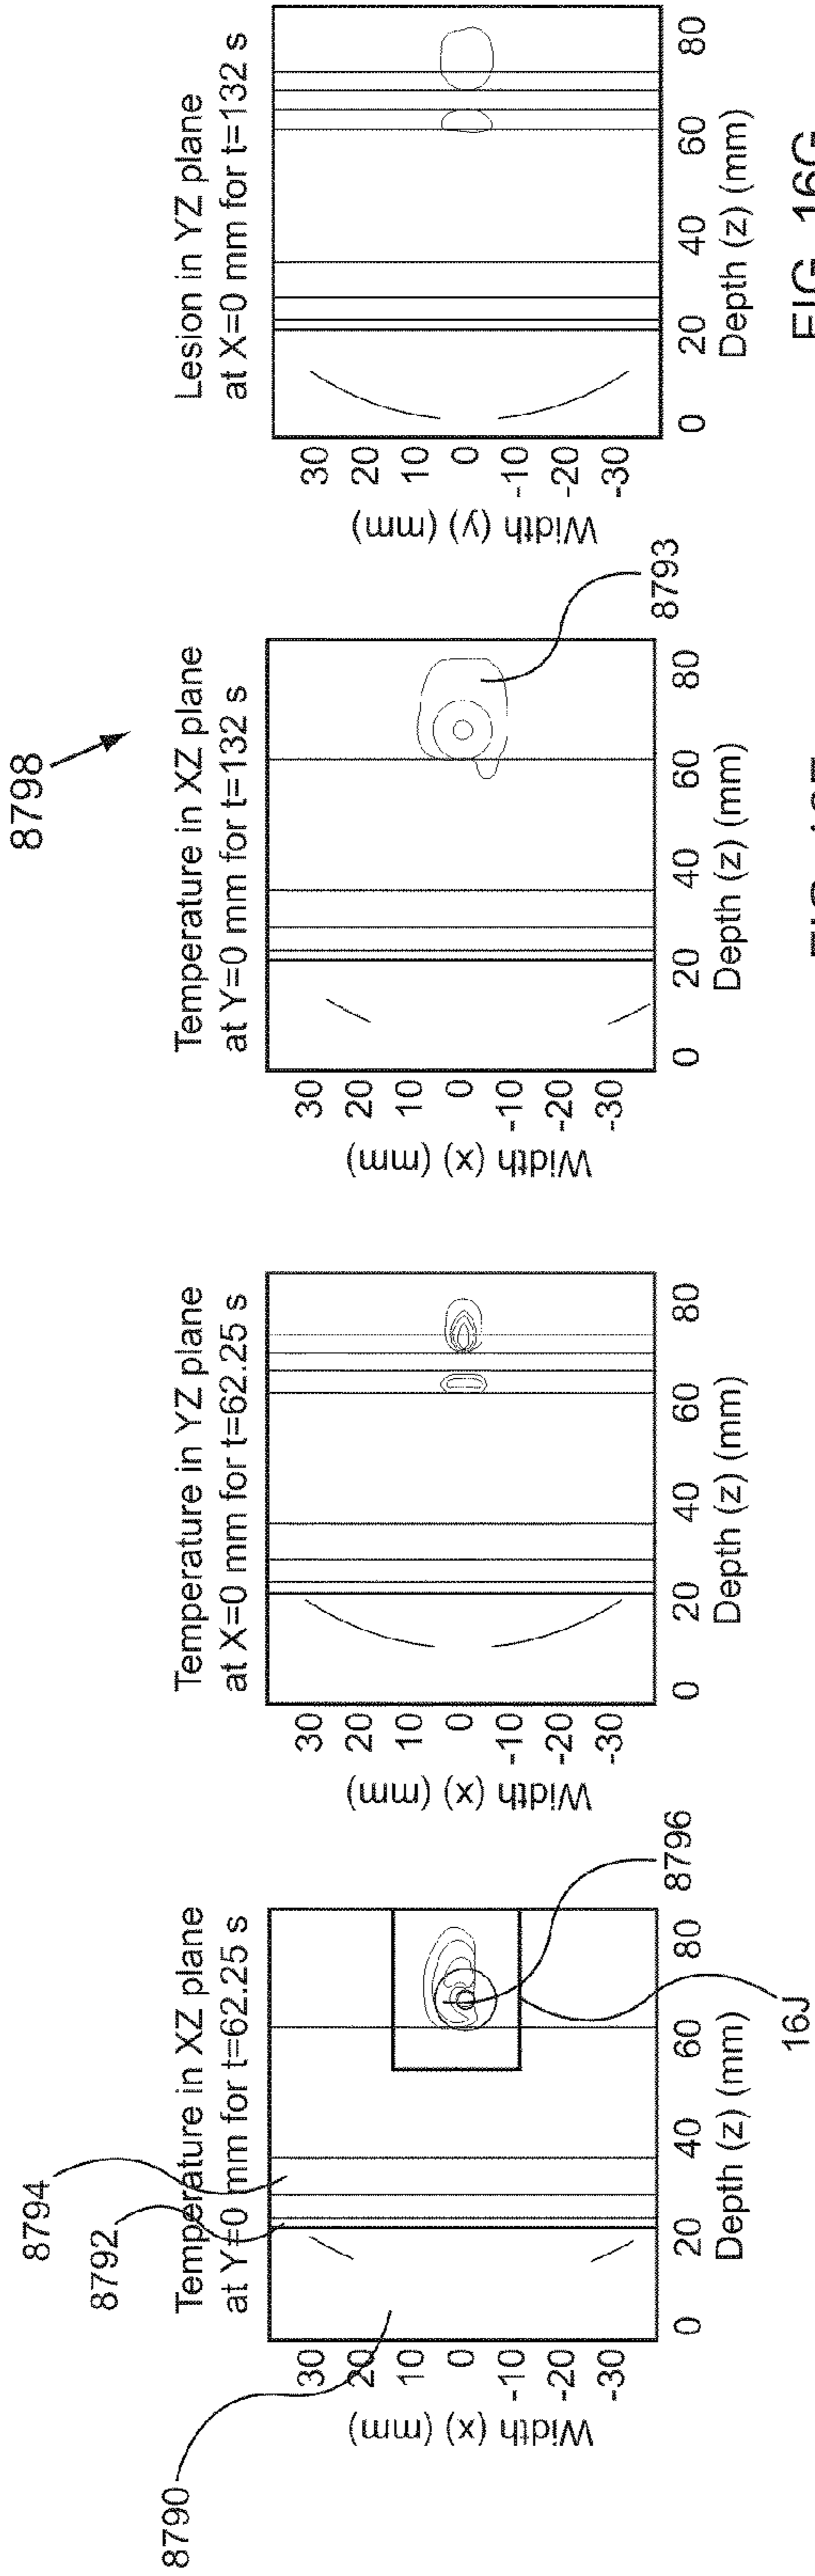 8798
8794
8792
8790
Temperature in XZ plane
at Y=0 mm for t=62.25 s
Width (x) (mm)
30
20
10
0
-10
-20
-30
0 20 40 60 80
Depth (z) (mm)
8796
16J
Temperature in YZ plane
at X=0 mm for t=62.25 s
Width (x) (mm)
30
20
10
0
-10
-20
-30
0 20 40 60 80
Depth (z) (mm)
Temperature in XZ plane
at Y=0 mm for t=132 s
Width (x) (mm)
30
20
10
0
-10
-20
-30
0 20 40 60 80
Depth (z) (mm)
8793
Lesion in YZ plane
at X=0 mm for t=132 s
Width (y) (mm)
30
20
10
0
-10
-20
-30
0 20 40 60 80
Depth (z) (mm)
FIG. 16G